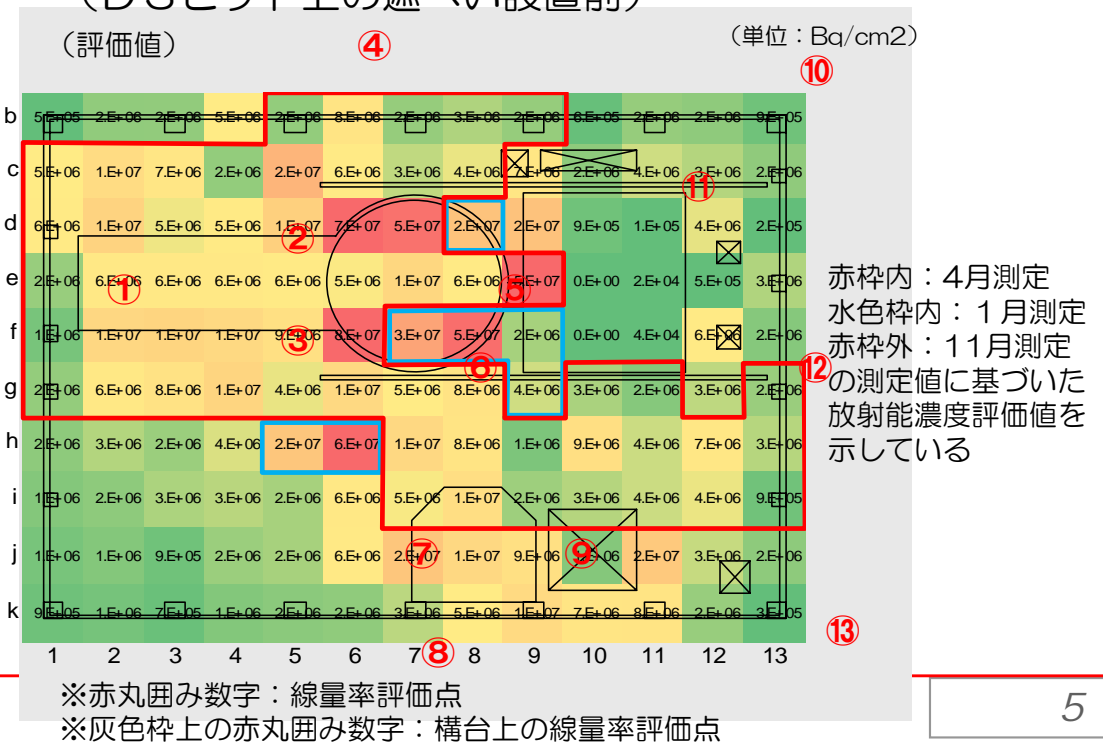 （DSピット上の遮へい設置前）
（評価値）
（単位：Bq/cm2）
④
⑩
b 5.E+05 2.E+06 2.E+06 5.E+06 2.E+06 8.E+06 2.E+06 3.E+06 2.E+06 6.E+05 2.E+06 2.E+06 9.E+05
c 5.E+06 1.E+07 7.E+06 2.E+06 2.E+07 6.E+06 3.E+06 4.E+06 2.E+06 4.E+06 3.E+06 2.E+06
⑪
d 6.E+06 1.E+07 5.E+06 5.E+06 1.E+07 7.E+07 5.E+07 2.E+07 2.E+07 9.E+05 1.E+05 4.E+06 2.E+05
②
e 2.E+06 6.E+06 6.E+06 6.E+06 6.E+06 5.E+06 1.E+07 6.E+06 E+07 0.E+00 2.E+04 5.E+05 3.E+06
① ⑤
f 1.E+06 1.E+07 1.E+07 1.E+07 9.E+06 8.E+07 3.E+07 5.E+07 2.E+06 0.E+00 4.E+04 6.E+06 2.E+06
③ ⑥ ⑫
g 2.E+06 6.E+06 8.E+06 1.E+07 4.E+06 1.E+07 5.E+06 8.E+06 4.E+06 3.E+06 2.E+06 3.E+06 2.E+06
h 2.E+06 3.E+06 2.E+06 4.E+06 2.E+07 6.E+07 1.E+07 8.E+06 1.E+06 9.E+06 4.E+06 7.E+06 3.E+06
i 1.E+06 2.E+06 3.E+06 3.E+06 2.E+06 6.E+06 5.E+06 1.E+07 2.E+06 3.E+06 4.E+06 4.E+06 9.E+05
j 1.E+06 1.E+06 9.E+05 2.E+06 2.E+06 6.E+06 2.E+07 1.E+07 9.E+06 E+06 2.E+07 3.E+06 2.E+06
⑦ ⑨
k 9.E+05 1.E+06 7.E+05 1.E+06 2.E+06 2.E+06 3.E+06 5.E+06 1.E+07 7.E+06 8.E+06 2.E+06 3.E+05
⑬
1 2 3 4 5 6 7 8 9 10 11 12 13
⑧
赤枠内：4月測定
水色枠内：１月測定
赤枠外：11月測定
の測定値に基づいた
放射能濃度評価値を
示している
※赤丸囲み数字：線量率評価点
※灰色枠上の赤丸囲み数字：構台上の線量率評価点
5